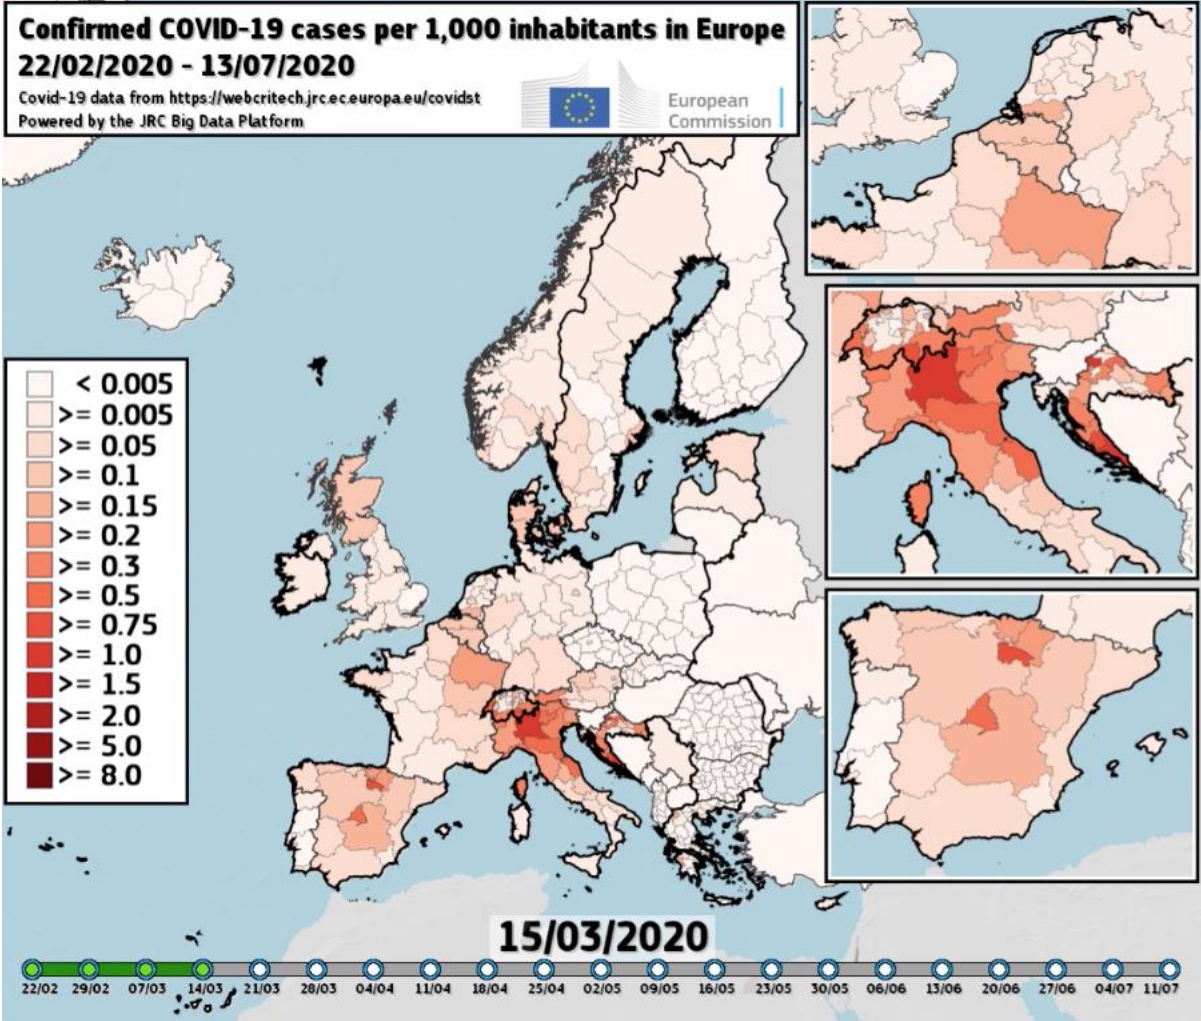 Confirmed COVID-19 cases per 1,000 inhabitants in Europe
22/02/2020 - 13/07/2020
Covid-19 data from https://webcritech.jrc.ec.europa.eu/covidst
Powered by the JRC Big Data Platform
European
Commission
< 0.005
>= 0.005
>= 0.05
>= 0.1
>= 0.15
>= 0.2
>= 0.3
>= 0.5
>= 0.75
>= 1.0
>= 1.5
>= 2.0
>= 5.0
>= 8.0
15/03/2020
22/02 29/02 07/03 14/03 21/03 28/03 04/04 11/04 18/04 25/04 02/05 09/05 16/05 23/05 30/05 06/06 13/06 20/06 27/06 04/07 11/07